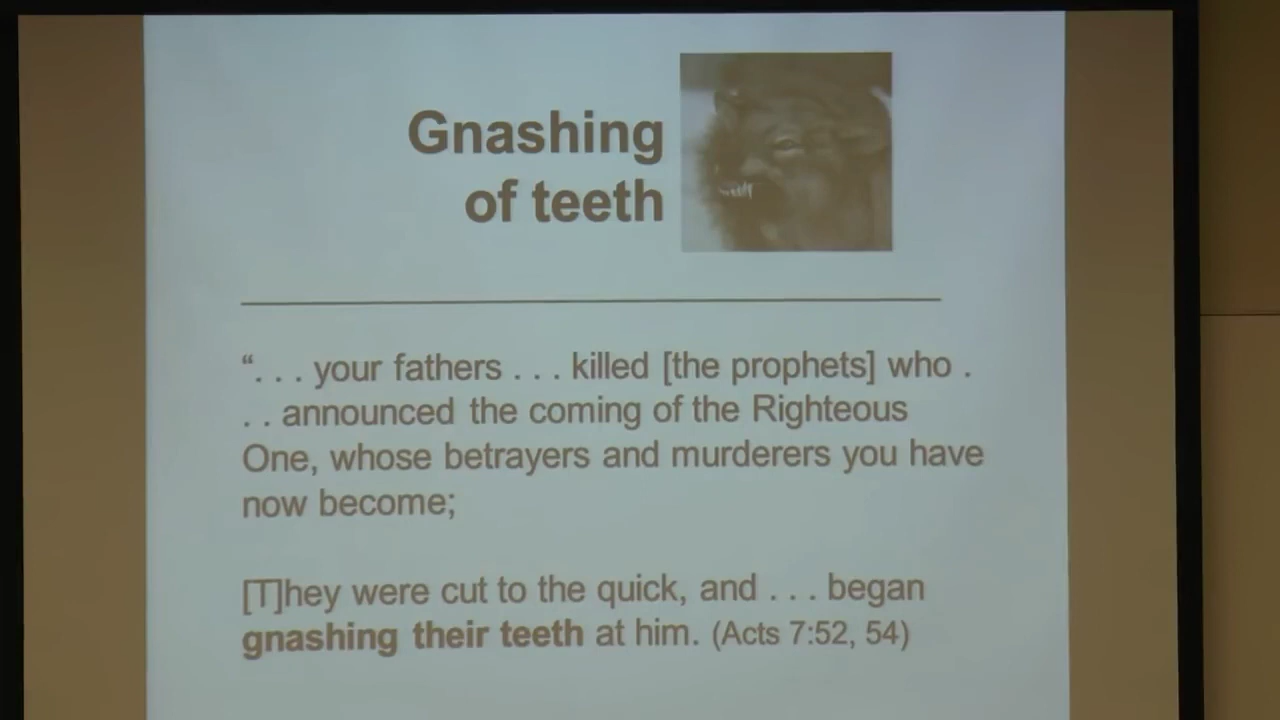 Gnashing
of teeth
“. . . your fathers . . . killed [the prophets] who .
. . announced the coming of the Righteous
One, whose betrayers and murderers you have
now become;
[T]hey were cut to the quick, and . . . began
gnashing their teeth at him. (Acts 7:52, 54)